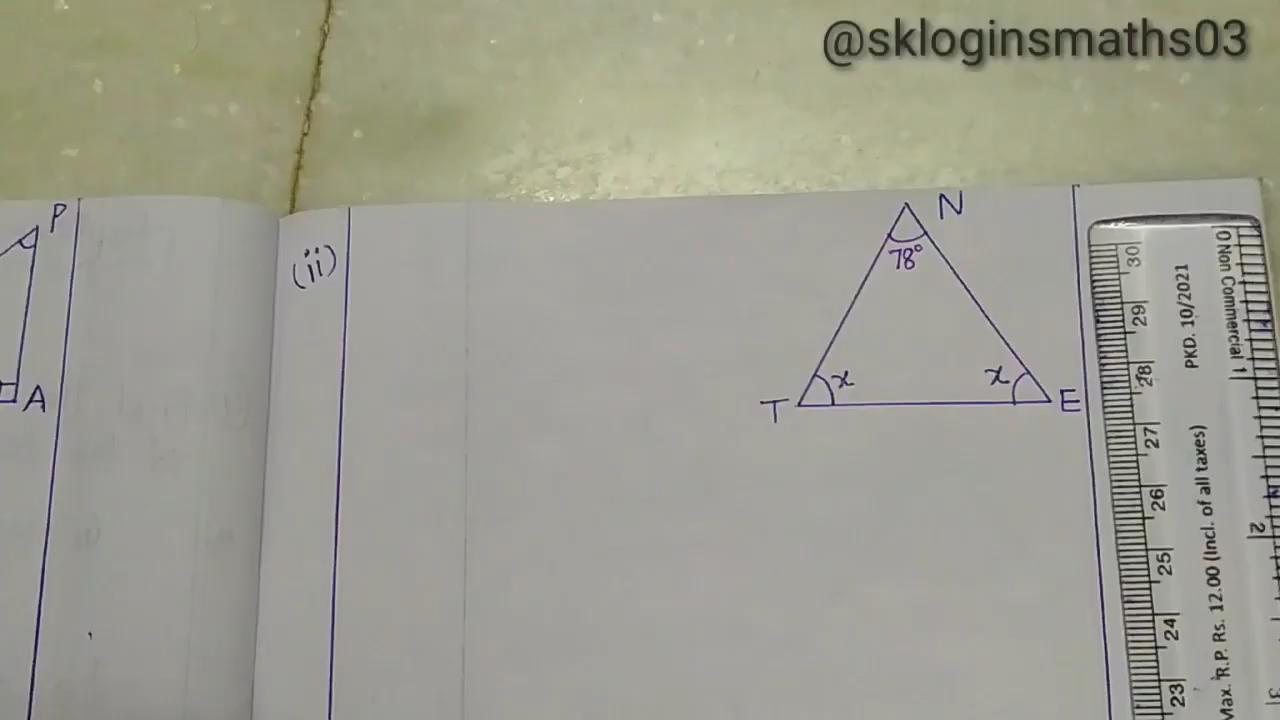 @skloginsmaths03
P
A
(ii)
N
78°
x
x
T
E
30
29
28
27
26
25
24
23
PKD. 10/2021
Max. R.P. Rs. 12.00 (Incl. of all taxes)
0 Non Commercial 1
2
3